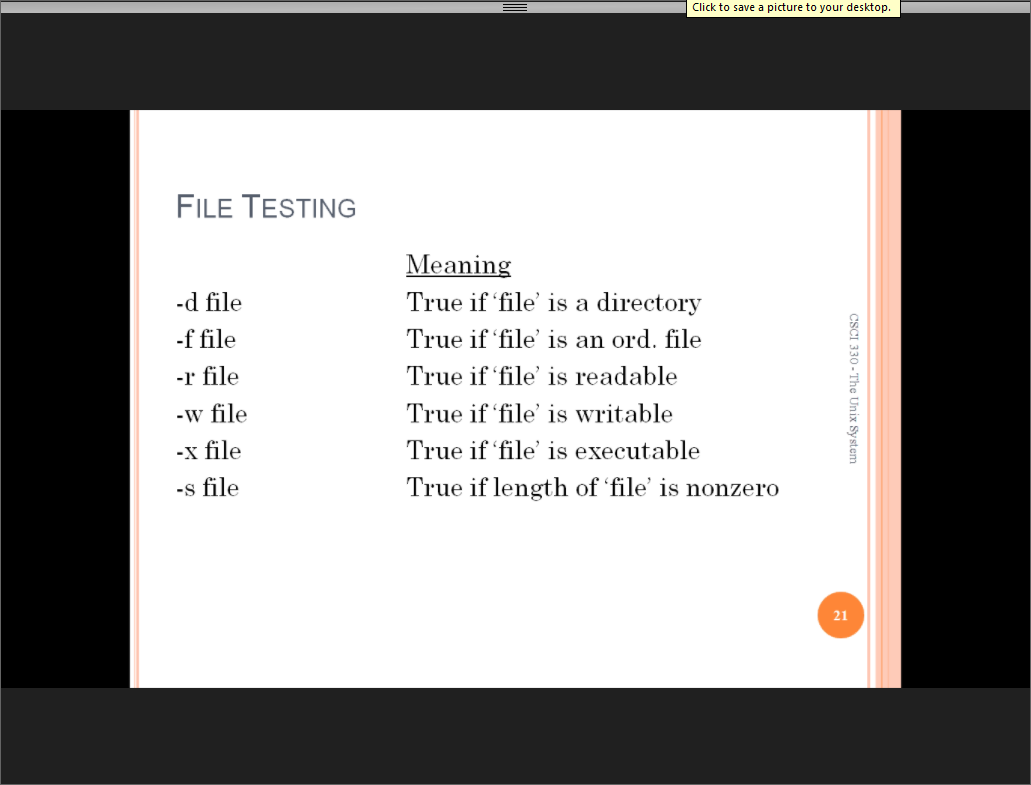 Click to save a picture to your desktop.
FILE TESTING
Meaning
-d file True if ‘file’ is a directory
-f file True if ‘file’ is an ord. file
-r file True if ‘file’ is readable
-w file True if ‘file’ is writable
-x file True if ‘file’ is executable
-s file True if length of ‘file’ is nonzero
CSCI 330 - The Unix System
21